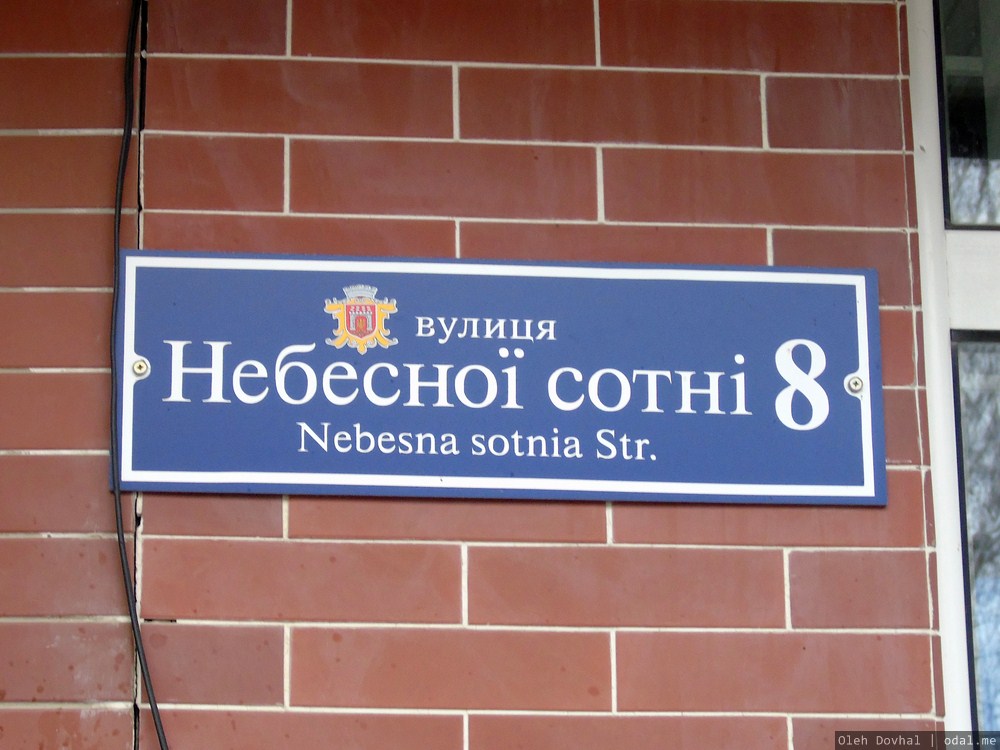 вулиця
Небесної сотні 8
Nebesna sotnia Str.
Oleh Dovhal | odal.me